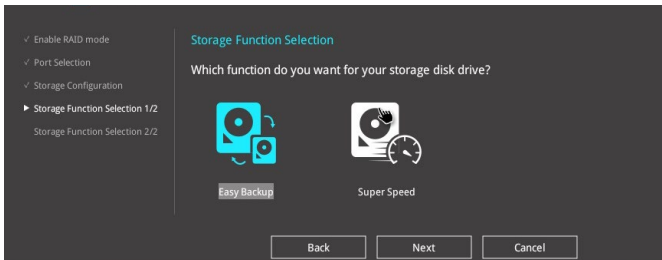 ✓ Enable RAID mode
✓ Port Selection
✓ Storage Configuration
▶ Storage Function Selection 1/2
Storage Function Selection 2/2
Storage Function Selection
Which function do you want for your storage disk drive?
Easy Backup
Super Speed
Back
Next
Cancel